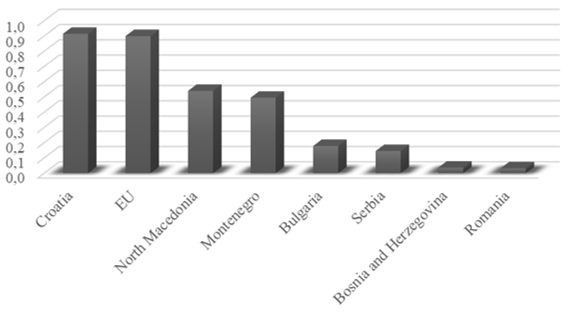 1,0
0,9
0,8
0,7
0,6
0,5
0,4
0,3
0,2
0,1
0,0
Croatia
EU
North Macedonia
Montenegro
Bulgaria
Serbia
Bosnia and Herzegovina
Romania